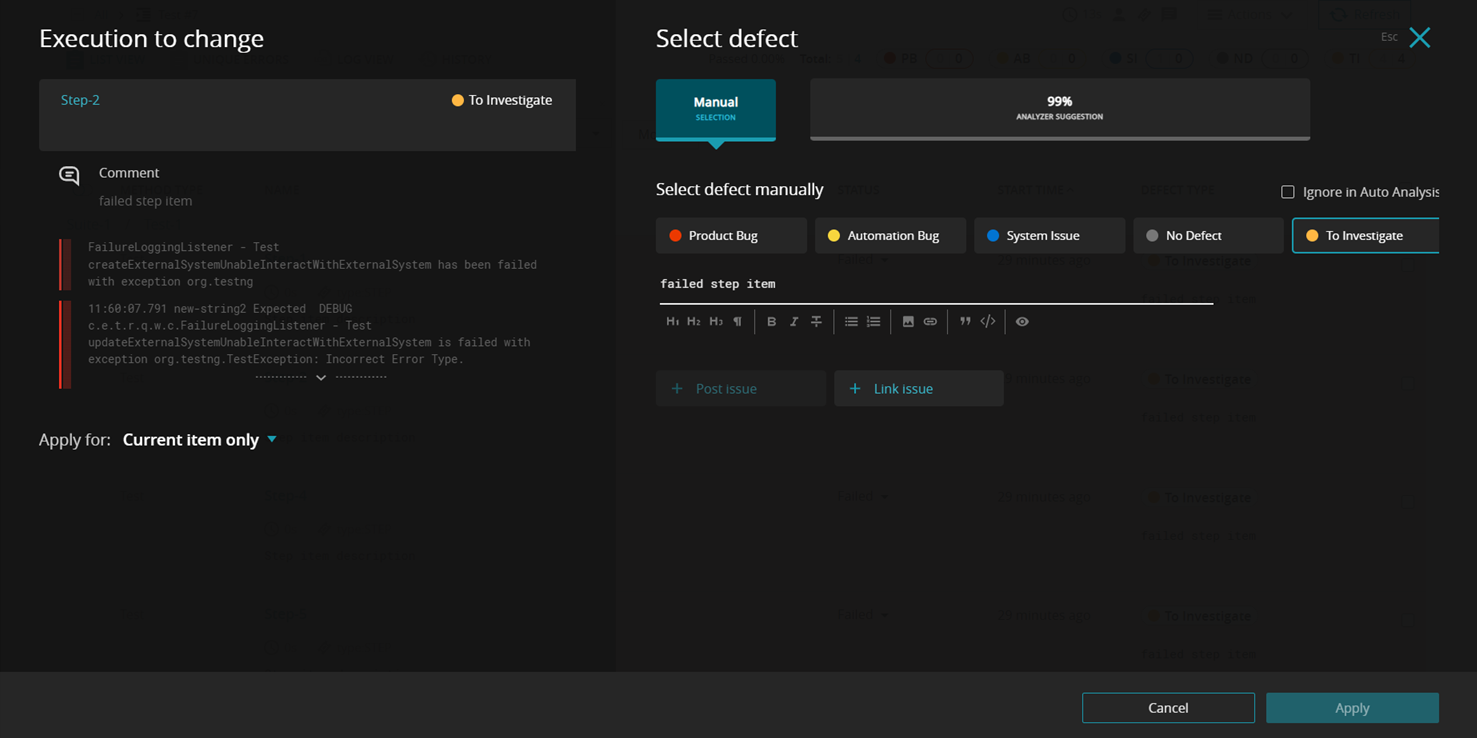 Execution to change
Step-2
To Investigate
Comment
failed step item
FailureLoggingListener - Test
createExternalSystemUnableInteractWithExternalSystem has been failed
with exception org.testng
11:60:07.791 new-string2 Expected  DEBUG
c.e.t.r.q.w.c.FailureLoggingListener - Test
updateExternalSystemUnableInteractWithExternalSystem is failed with
exception org.testng.TestException: Incorrect Error Type.
Apply for: Current item only
Select defect
Esc
Manual
SELECTION
99%
ANALYZER SUGGESTION
Select defect manually
Ignore in Auto Analysis
Product Bug
Automation Bug
System Issue
No Defect
To Investigate
failed step item
H1 H2 H3 ¶ B I T
Post issue
Link issue
Cancel
Apply